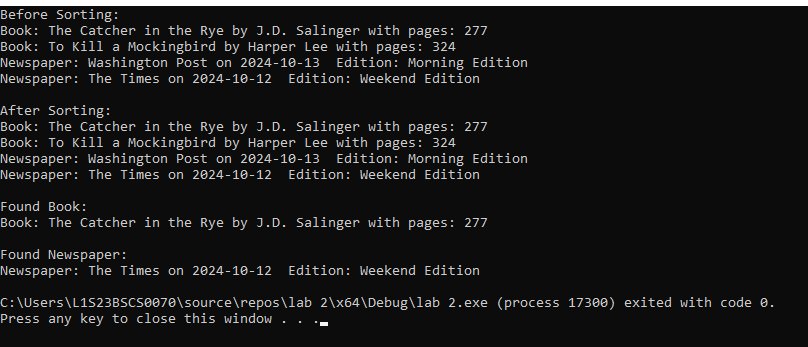 Before Sorting:
Book: The Catcher in the Rye by J.D. Salinger with pages: 277
Book: To Kill a Mockingbird by Harper Lee with pages: 324
Newspaper: Washington Post on 2024-10-13  Edition: Morning Edition
Newspaper: The Times on 2024-10-12  Edition: Weekend Edition

After Sorting:
Book: The Catcher in the Rye by J.D. Salinger with pages: 277
Book: To Kill a Mockingbird by Harper Lee with pages: 324
Newspaper: Washington Post on 2024-10-13  Edition: Morning Edition
Newspaper: The Times on 2024-10-12  Edition: Weekend Edition

Found Book:
Book: The Catcher in the Rye by J.D. Salinger with pages: 277

Found Newspaper:
Newspaper: The Times on 2024-10-12  Edition: Weekend Edition

C:\Users\L1S23BSCS0070\source\repos\lab 2\x64\Debug\lab 2.exe (process 17300) exited with code 0.
Press any key to close this window . . .